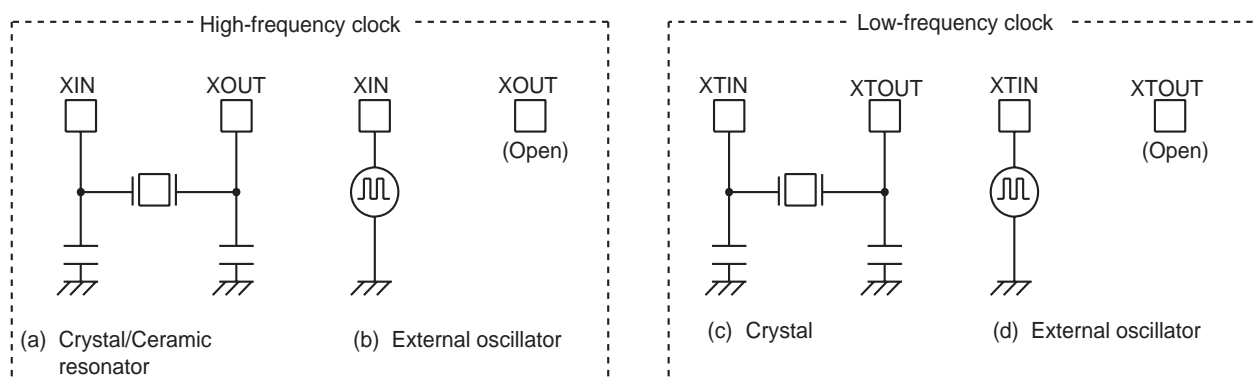 High-frequency clock
XIN
XOUT
XIN
XOUT
(Open)
(a) Crystal/Ceramic
resonator
(b) External oscillator
Low-frequency clock
XTIN
XTOUT
XTIN
XTOUT
(Open)
(c) Crystal
(d) External oscillator